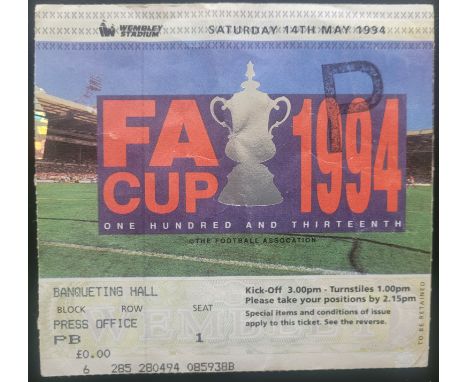 WEMBLEY STADIUM
SATURDAY 14TH MAY 1994
P
FA CUP 1994
ONE HUNDRED AND THIRTEENTH
©THE FOOTBALL ASSOCATION
BANQUETING HALL
BLOCK ROW SEAT
PRESS OFFICE
PB 1
£0.00
6 285 280494 085938B
Kick-Off 3.00pm - Turnstiles 1.00pm
Please take your positions by 2.15pm
Special items and conditions of issue
apply to this ticket. See the reverse.
TO BE RETAINED
WEMBLEY